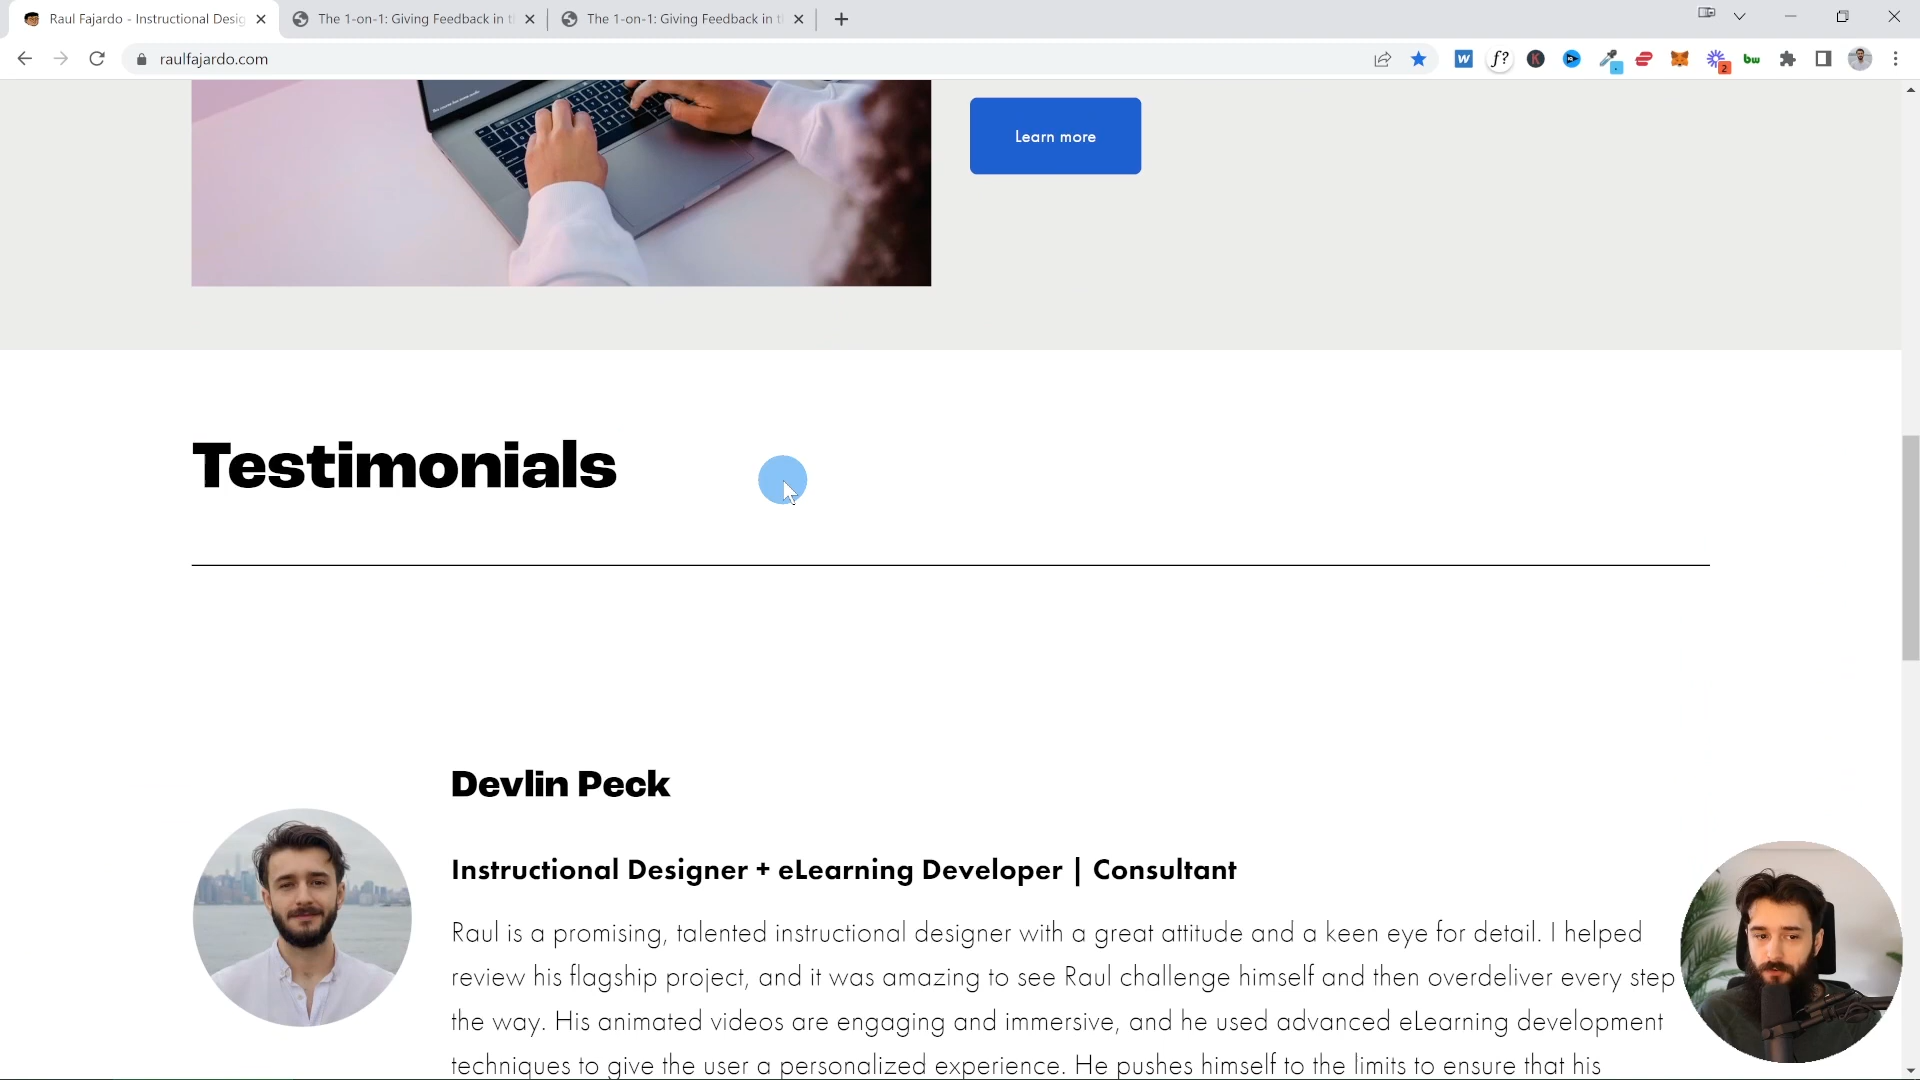 Raul Fajardo - Instructional Desig
The 1-on-1: Giving Feedback in t
The 1-on-1: Giving Feedback in t
raulfajardo.com
W
f?
K
2
bw
Learn more
Testimonials
Devlin Peck
Instructional Designer + eLearning Developer | Consultant
Raul is a promising, talented instructional designer with a great attitude and a keen eye for detail. I helped
review his flagship project, and it was amazing to see Raul challenge himself and then overdeliver every step
the way. His animated videos are engaging and immersive, and he used advanced eLearning development
techniques to give the user a personalized experience. He pushes himself to the limits to ensure that his